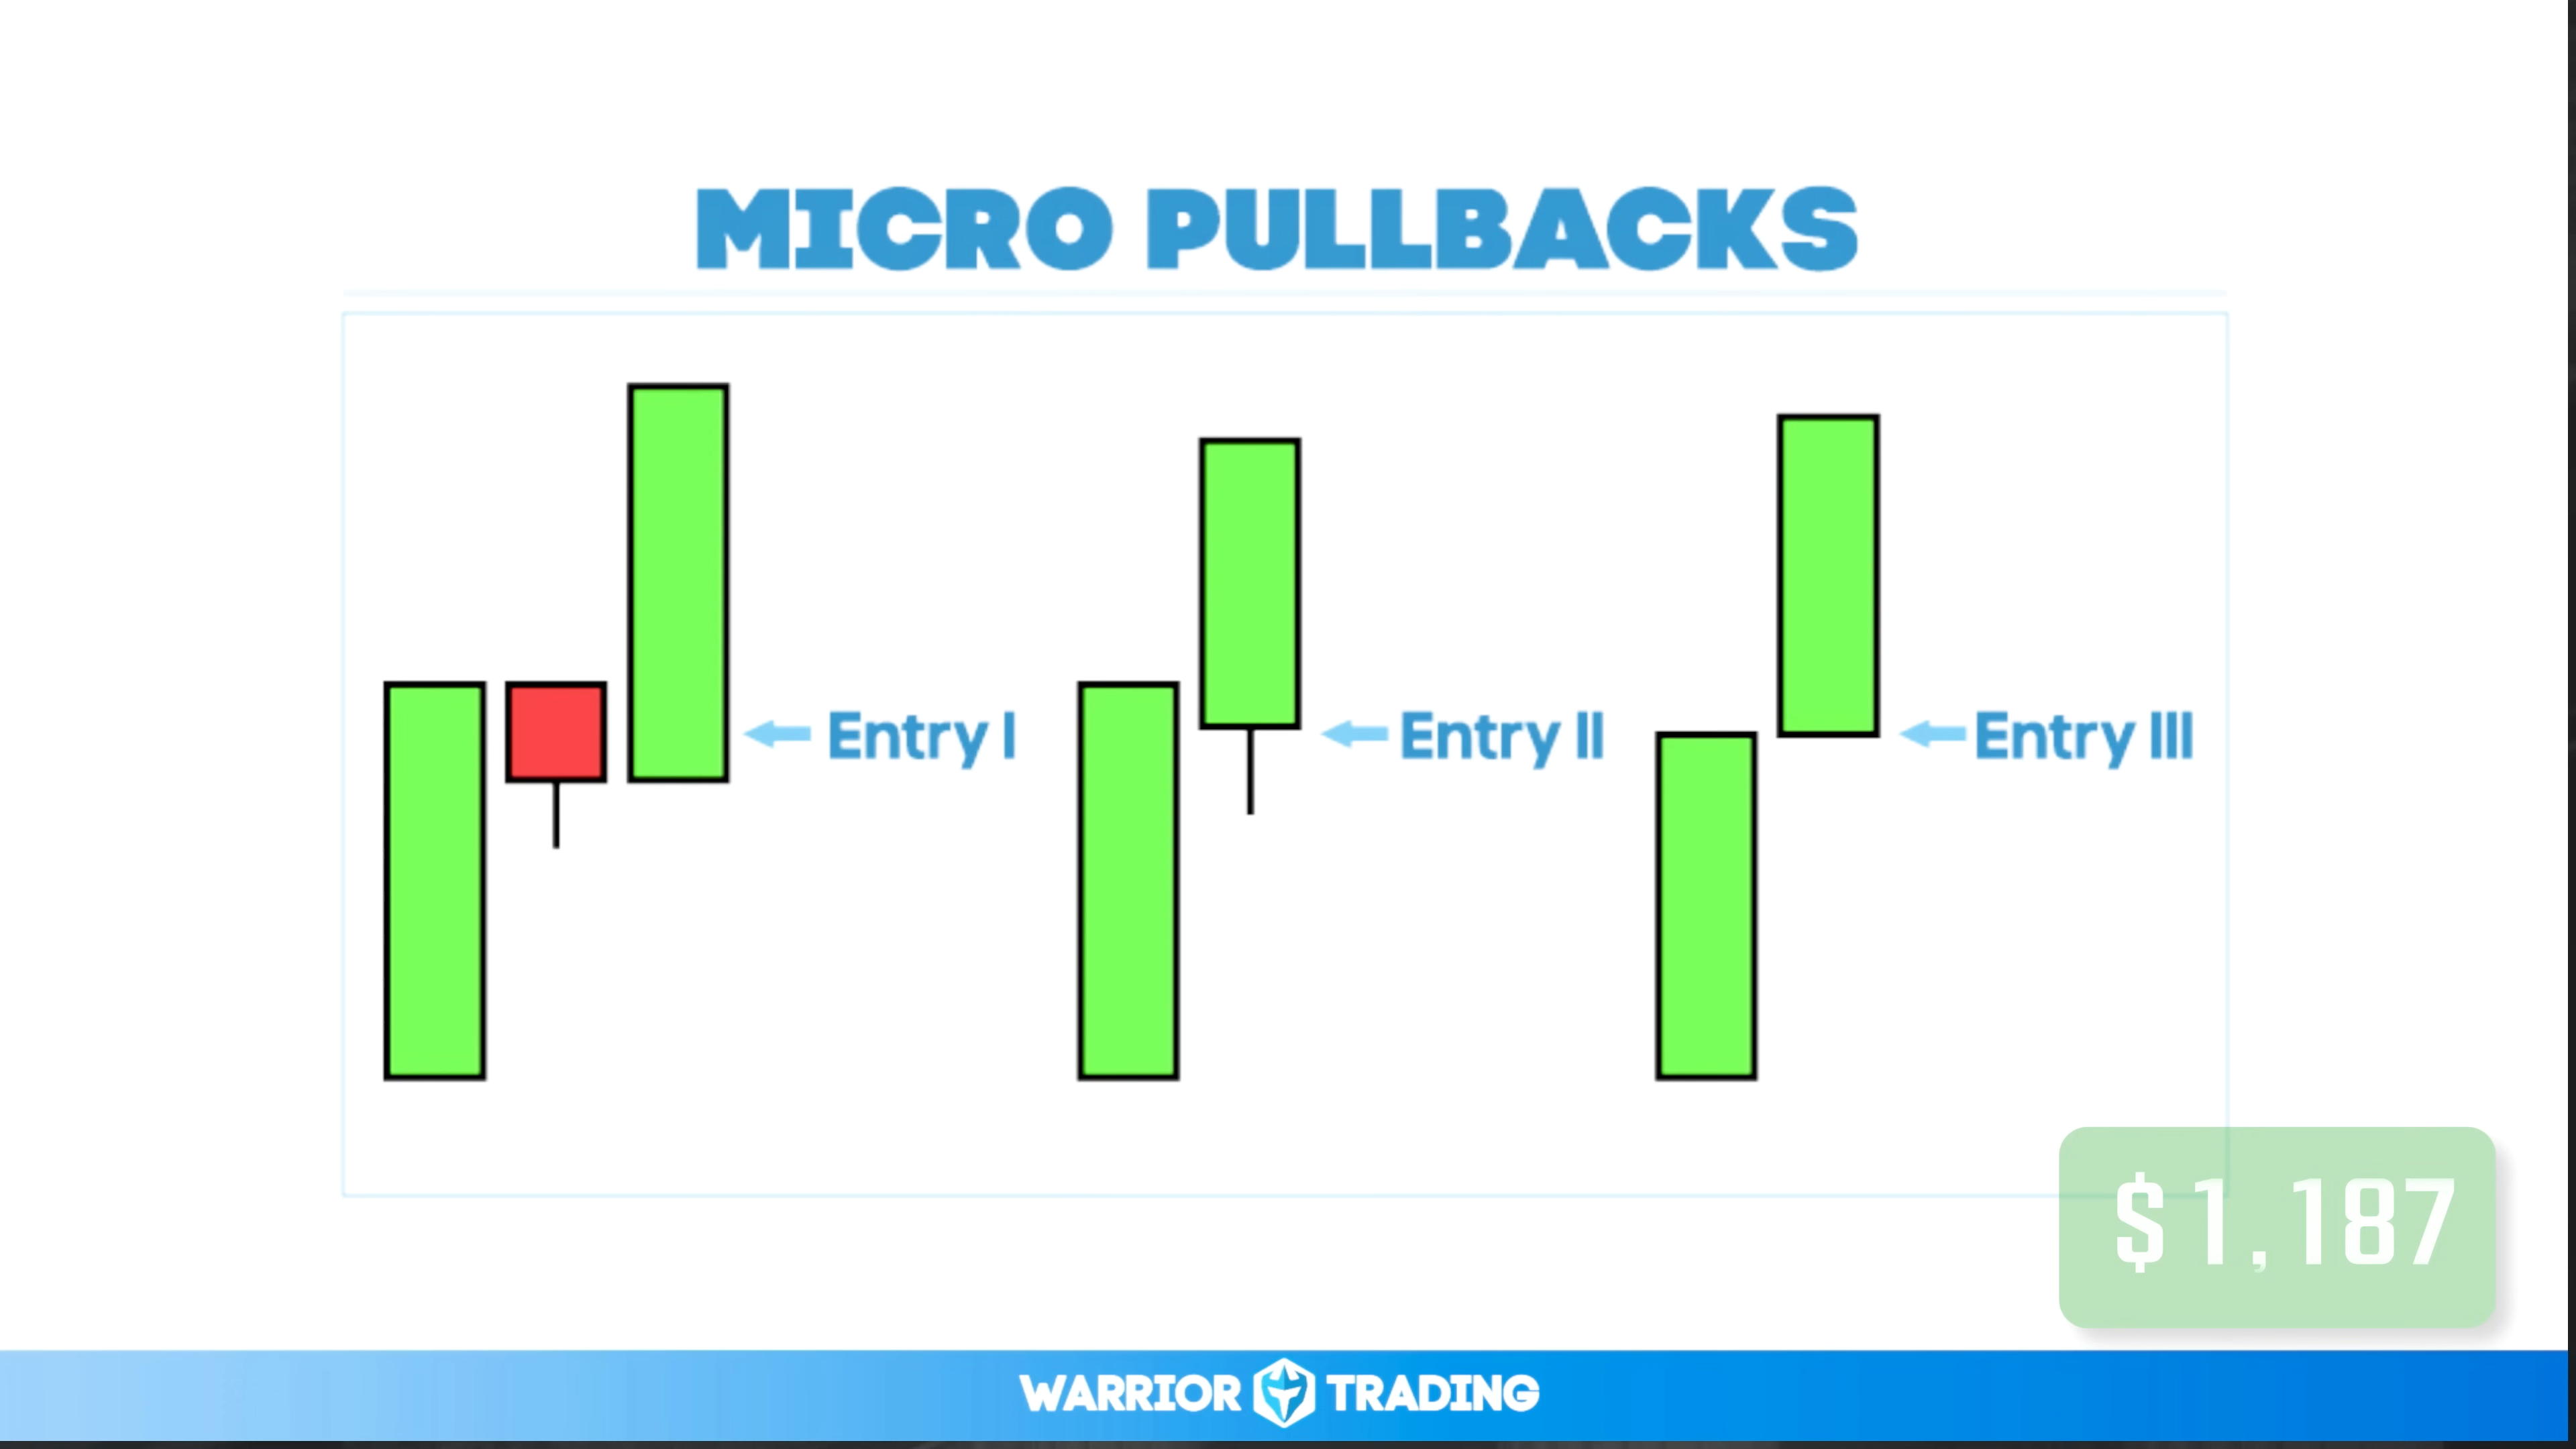 MICRO PULLBACKS
Entry I
Entry II
Entry III
$1,187
WARRIOR TRADING